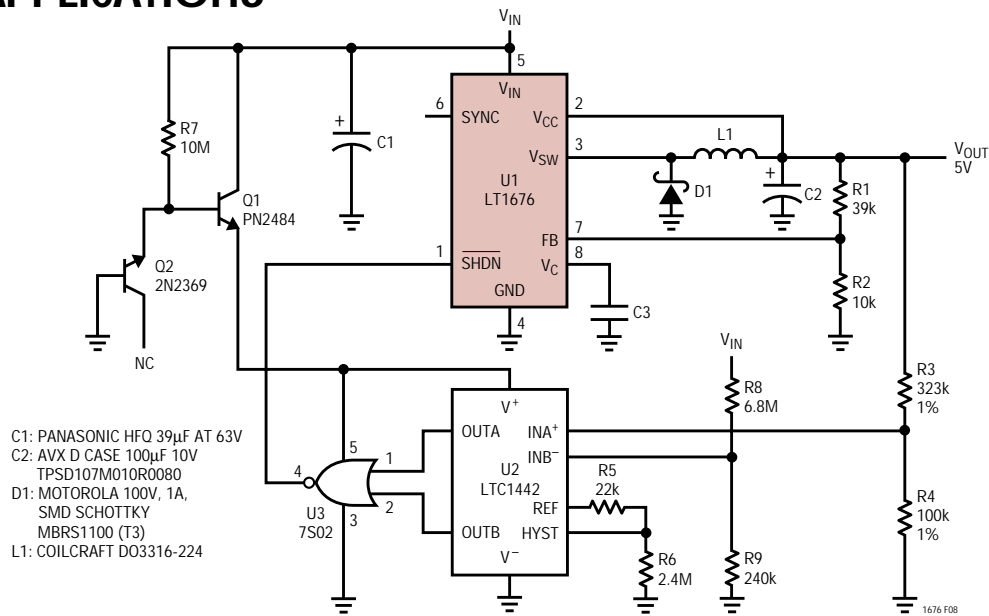 APPLICATIONS
V_IN
5
V_IN
6
SYNC
V_CC
2
V_SW
3
U1
LT1676
FB
7
1
SHDN
V_C
8
GND
4
R7
10M
Q1
PN2484
Q2
2N2369
NC
+
C1
L1
D1
+
C2
V_OUT
5V
R1
39k
R2
10k
C3
V_IN
R8
6.8M
R3
323k
1%
V+
OUTA
INA+
INB−
U2
LTC1442
R5
22k
REF
OUTB
HYST
V−
R6
2.4M
R9
240k
R4
100k
1%
5
1
4
2
3
U3
7S02
C1: PANASONIC HFQ 39µF AT 63V
C2: AVX D CASE 100µF 10V
TPSD107M010R0080
D1: MOTOROLA 100V, 1A,
SMD SCHOTTKY
MBRS1100 (T3)
L1: COILCRAFT DO3316-224
1676 F08